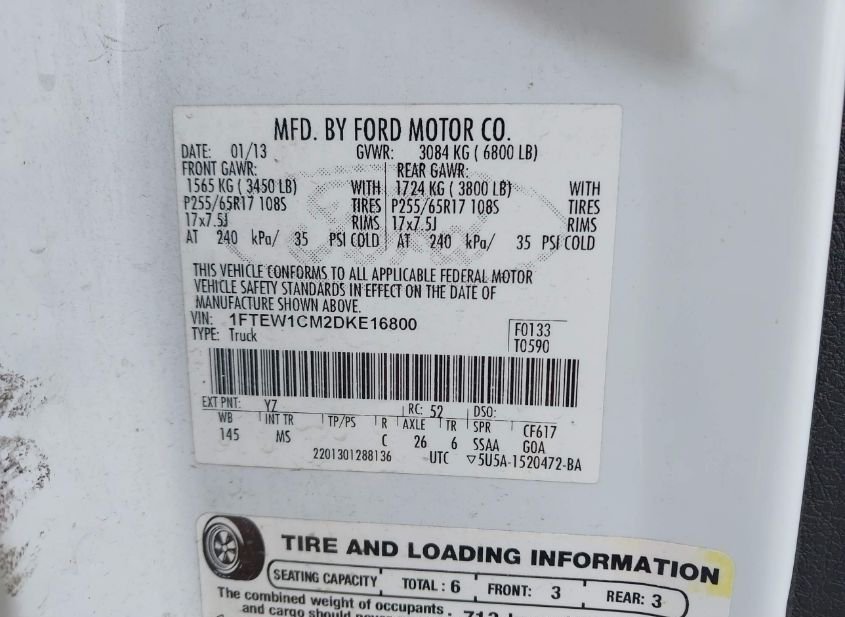 MFD. BY FORD MOTOR CO.
DATE: 01/13 GVWR: 3084 KG ( 6800 LB)
FRONT GAWR: REAR GAWR:
1565 KG ( 3450 LB) WITH 1724 KG ( 3800 LB) WITH
P255/65R17 108S TIRES P255/65R17 108S TIRES
17x7.5J RIMS 17x7.5J RIMS
AT 240 kPa/ 35 PSI COLD AT 240 kPa/ 35 PSI COLD
THIS VEHICLE CONFORMS TO ALL APPLICABLE FEDERAL MOTOR
VEHICLE SAFETY STANDARDS IN EFFECT ON THE DATE OF
MANUFACTURE SHOWN ABOVE.
VIN: 1FTEW1CM2DKE16800
TYPE: Truck
F0133
T0590
EXT PNT: YZ RC: 52 DSO:
WB INT TR TP/PS R AXLE TR SPR CF617
145 MS C 26 6 SSAA GOA
2201301288136 UTC ▽5U5A-1520472-BA
TIRE AND LOADING INFORMATION
SEATING CAPACITY TOTAL : 6 FRONT: 3 REAR: 3
The combined weight of occupants
and cargo should